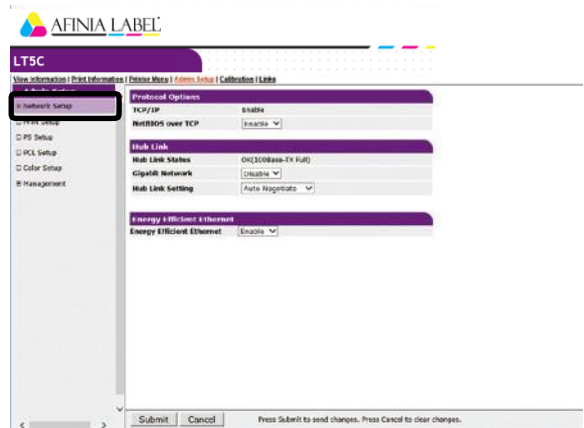 AFINIA LABEL
LT5C
View Information | Print Information | Printer Menu | Admin Setup | Calibration | Links
Network Setup
Print Setup
PS Setup
PCL Setup
Color Setup
Management
Protocol Options
TCP/IP Enable
NetBIOS over TCP Enable
Hub Link
Hub Link Status OK(100Base-TX Full)
Gigabit Network Disable
Hub Link Setting Auto Negotiate
Energy Efficient Ethernet
Energy Efficient Ethernet Enable
Submit Cancel Press Submit to send changes. Press Cancel to clear changes.